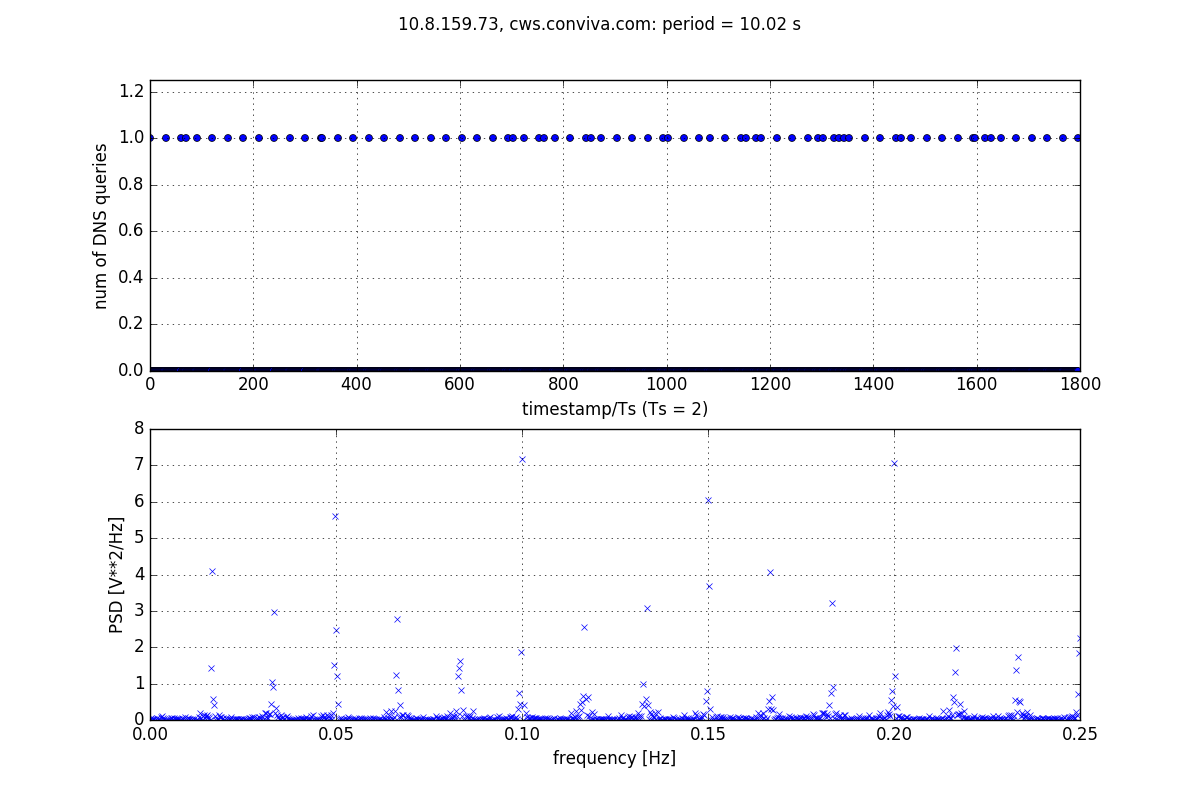 10.8.159.73, cws.conviva.com: period = 10.02 s
1.2
1.0
0.8
0.6
0.4
0.2
0.0
num of DNS queries
0 200 400 600 800 1000 1200 1400 1600 1800
timestamp/Ts (Ts = 2)
8
7
6
5
4
3
2
1
0
PSD [V**2/Hz]
0.00 0.05 0.10 0.15 0.20 0.25
frequency [Hz]